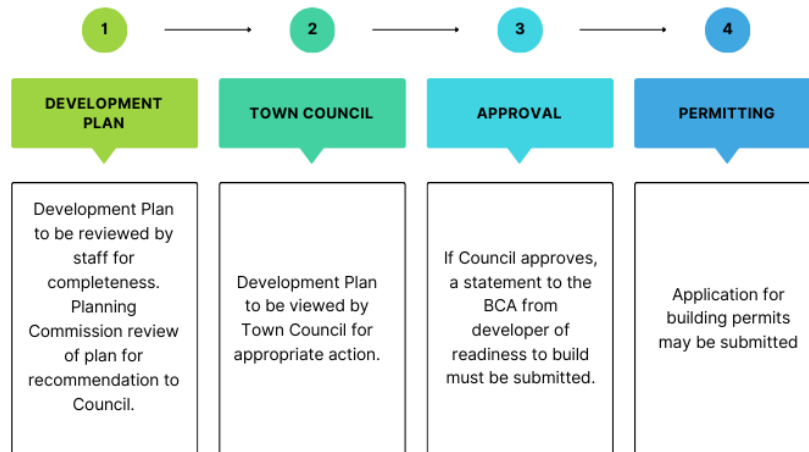 1
2
3
4
DEVELOPMENT
PLAN
TOWN COUNCIL
APPROVAL
PERMITTING
Development Plan
to be reviewed by
staff for
completeness.
Planning
Commission review
of plan for
recommendation to
Council.
Development Plan
to be viewed by
Town Council for
appropriate action.
If Council approves,
a statement to the
BCA from
developer of
readiness to build
must be submitted.
Application for
building permits
may be submitted